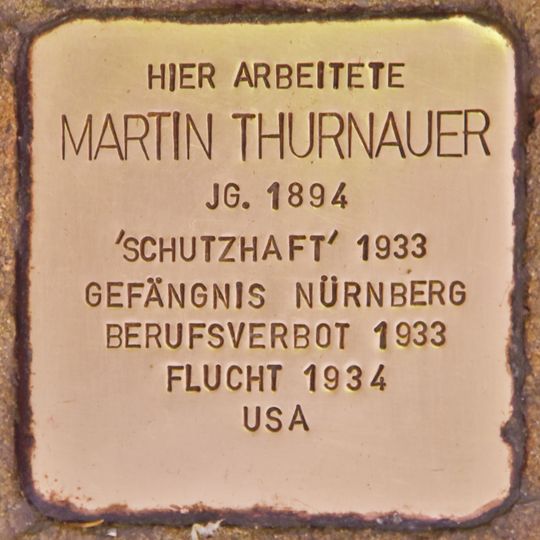 HIER ARBEITETE
MARTIN THURNAUER
JG. 1894
'SCHUTZHAFT' 1933
GEFÄNGNIS NÜRNBERG
BERUFSVERBOT 1933
FLUCHT 1934
USA